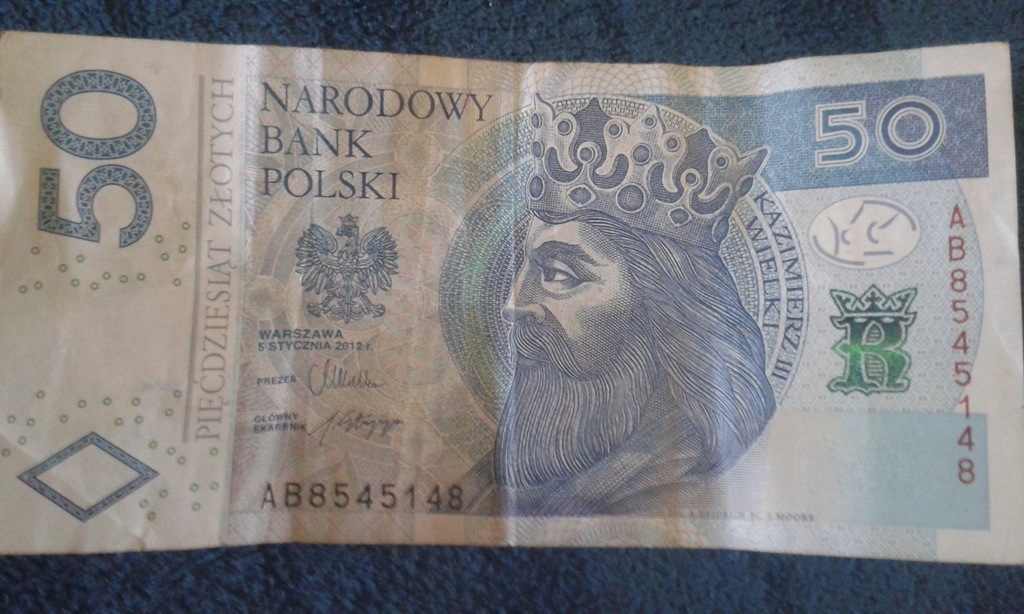 50
PIĘĆDZIESIĄT ZŁOTYCH
NARODOWY
BANK
POLSKI
WARSZAWA
5 STYCZNIA 2012 r.
PREZES
GŁÓWNY
SKARBNIK
AB8545148
50
KAZIMIERZ III
WIELKI
AB8545148